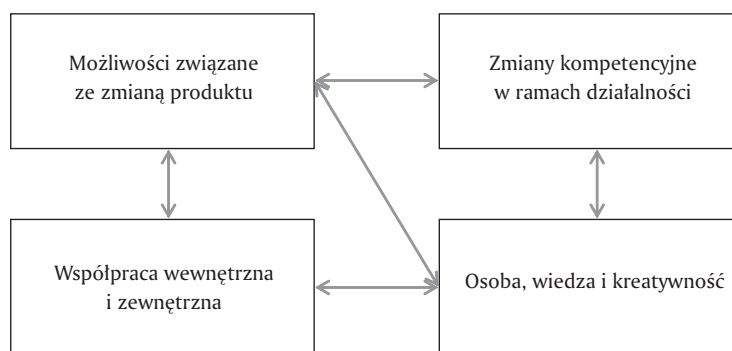 Możliwości związane
ze zmianą produktu
Zmiany kompetencyjne
w ramach działalności
Współpraca wewnętrzna
i zewnętrzna
Osoba, wiedza i kreatywność